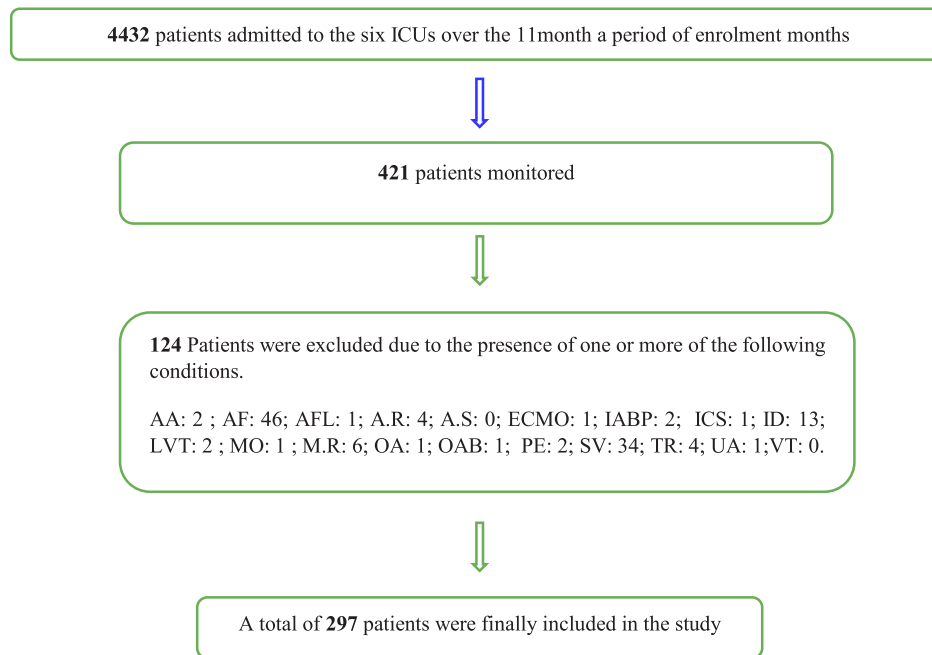 4432 patients admitted to the six ICUs over the 11month a period of enrolment months
421 patients monitored
124 Patients were excluded due to the presence of one or more of the following
conditions.
AA: 2 ; AF: 46; AFL: 1; A.R: 4; A.S: 0; ECMO: 1; IABP: 2; ICS: 1; ID: 13;
LVT: 2 ; MO: 1 ; M.R: 6; OA: 1; OAB: 1; PE: 2; SV: 34; TR: 4; UA: 1;VT: 0.
A total of 297 patients were finally included in the study